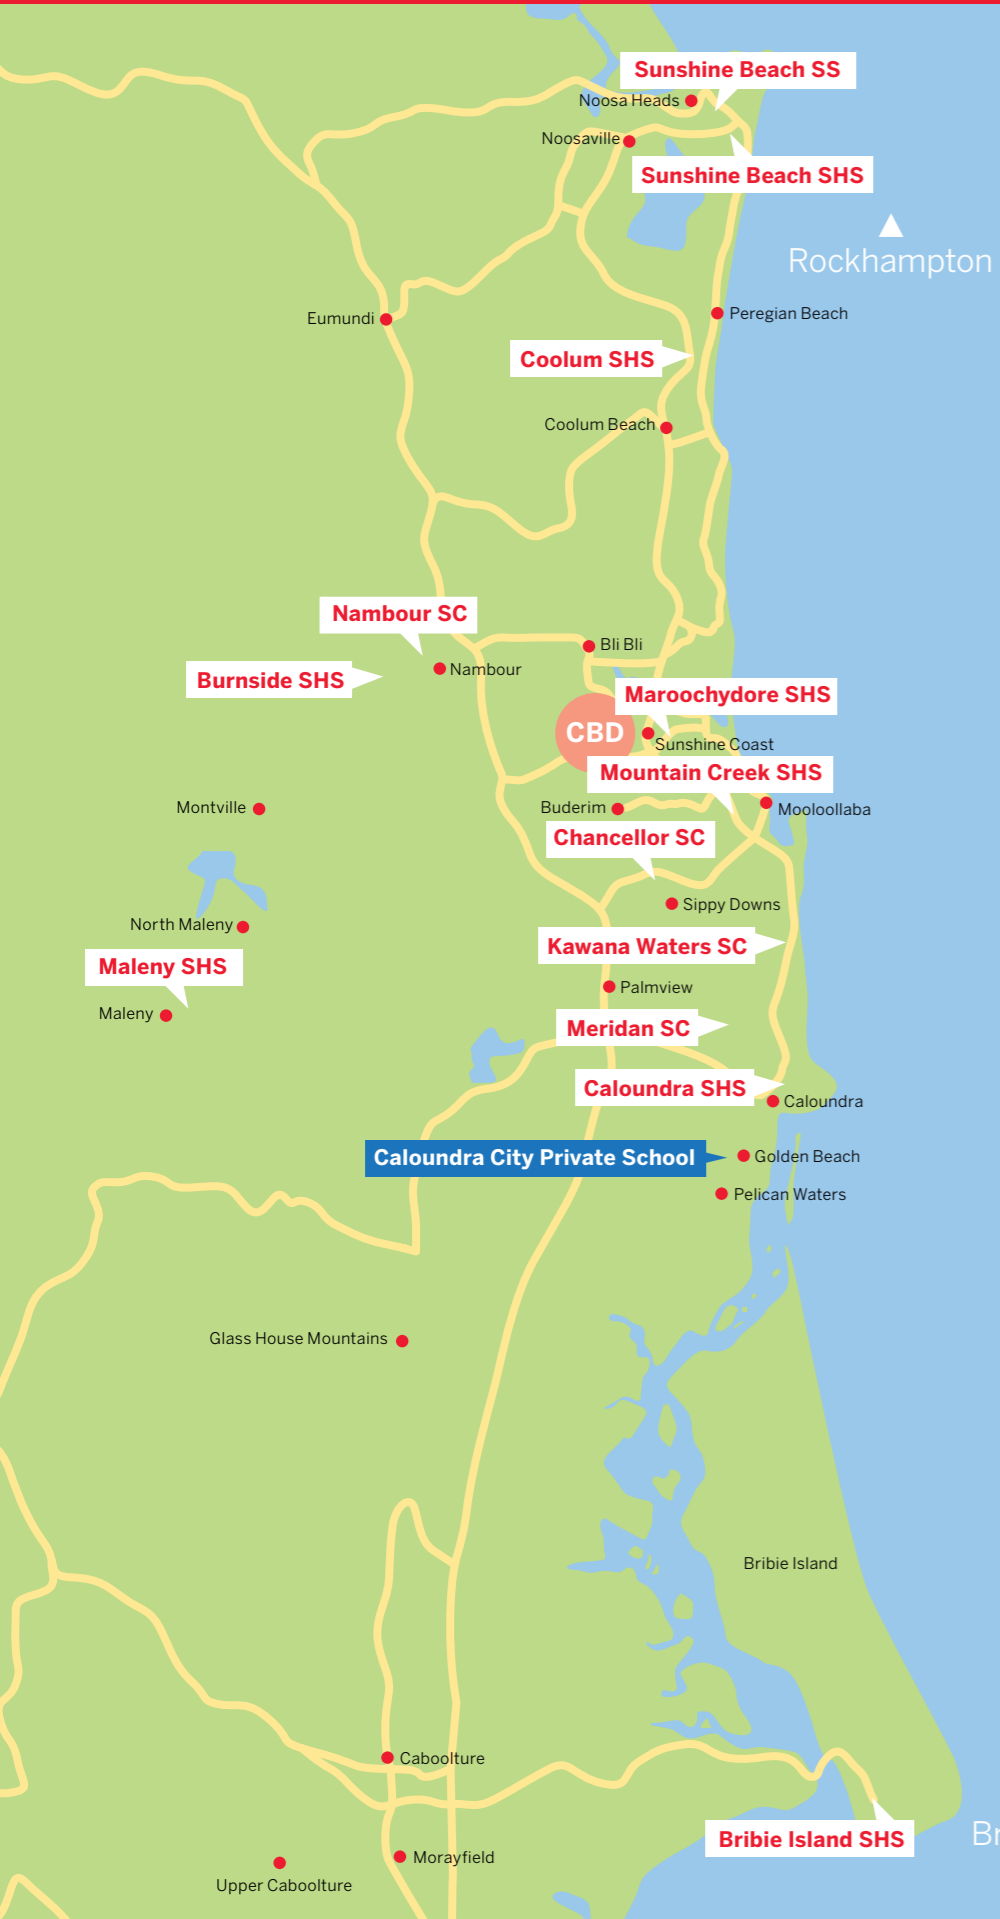 Sunshine Beach SS
Noosa Heads
Noosaville
Sunshine Beach SHS
Rockhampton
Eumundi
Peregian Beach
Coolum SHS
Coolum Beach
Nambour SC
Bli Bli
Nambour
Burnside SHS
Maroochydore SHS
CBD
Sunshine Coast
Mountain Creek SHS
Montville
Buderim
Mooloollaba
Chancellor SC
Sippy Downs
North Maleny
Kawana Waters SC
Maleny SHS
Palmview
Maleny
Meridan SC
Caloundra SHS
Caloundra
Caloundra City Private School
Golden Beach
Pelican Waters
Glass House Mountains
Bribie Island
Caboolture
Bribie Island SHS
Morayfield
Upper Caboolture